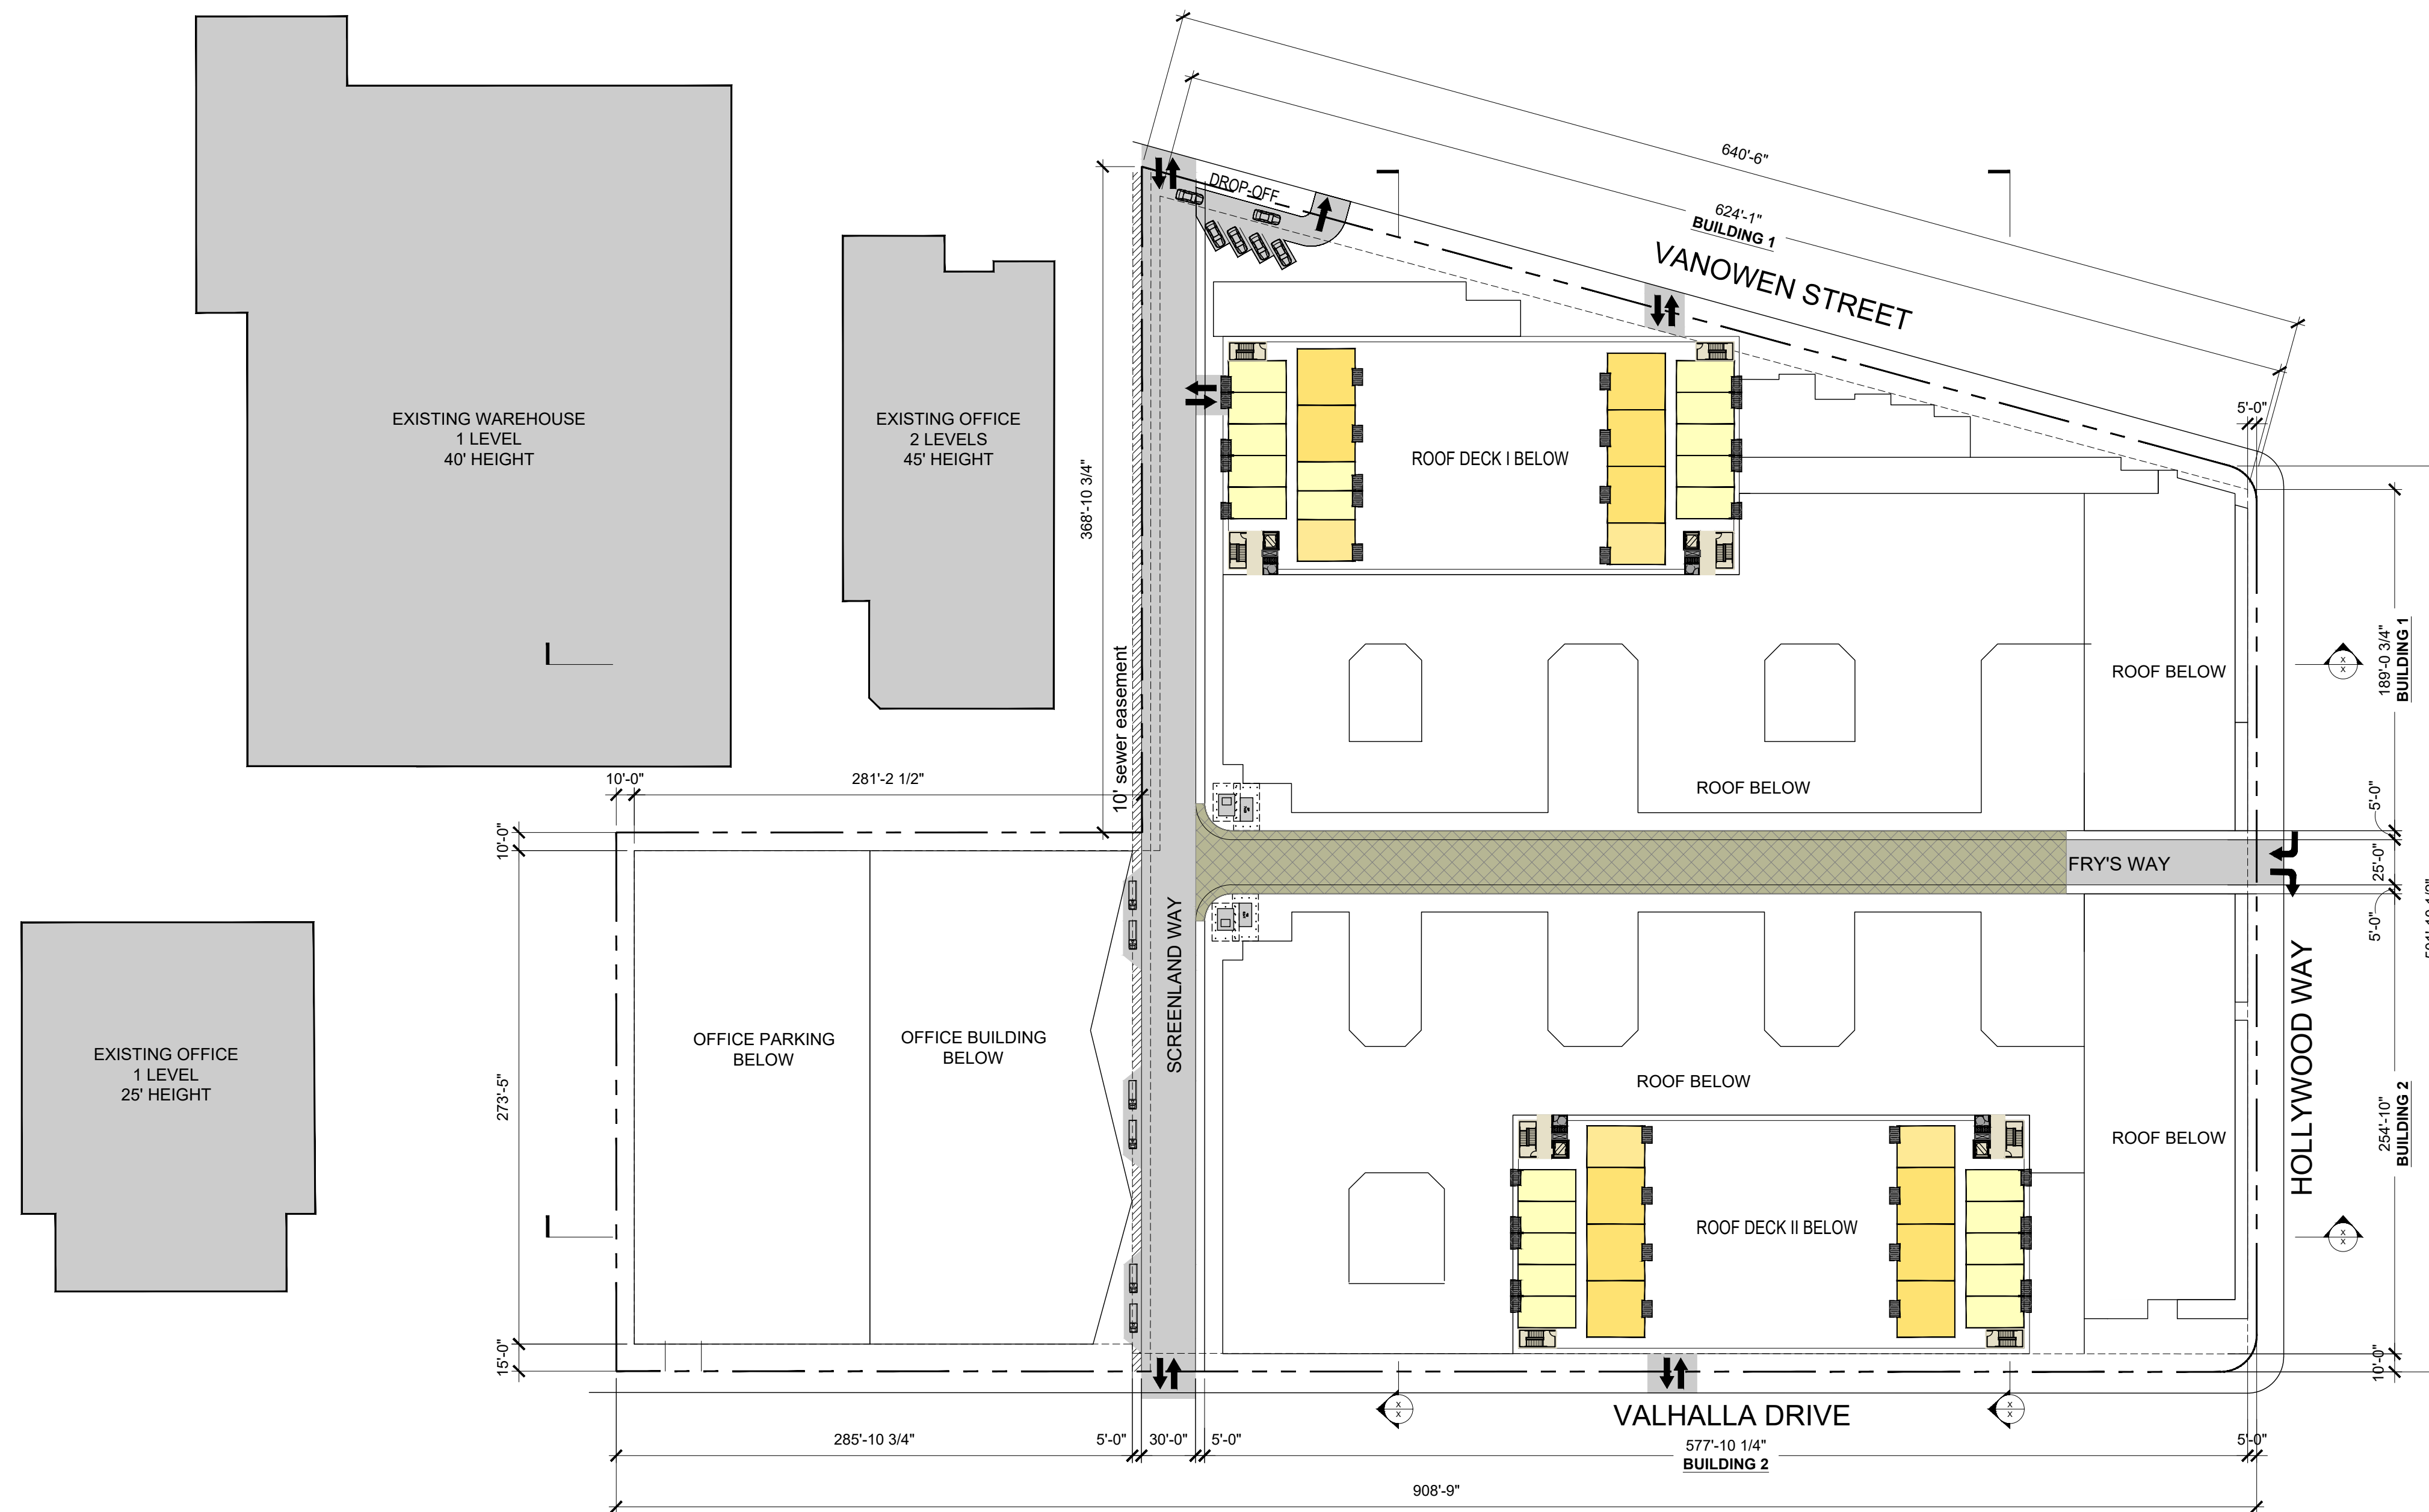 640'-6"
624'-1"
BUILDING 1
VANOWEN STREET
DROP-OFF
EXISTING WAREHOUSE
1 LEVEL
40' HEIGHT
EXISTING OFFICE
2 LEVELS
45' HEIGHT
368'-10 3/4"
10' sewer easement
ROOF DECK I BELOW
5'-0"
189'-0 3/4"
BUILDING 1
ROOF BELOW
X
X
ROOF BELOW
10'-0"
281'-2 1/2"
10'-0"
5'-0"
FRY'S WAY
25'-0"
5'-0"
SCREENLAND WAY
HOLLYWOOD WAY
EXISTING OFFICE
1 LEVEL
25' HEIGHT
273'-5"
OFFICE PARKING
BELOW
OFFICE BUILDING
BELOW
ROOF BELOW
ROOF BELOW
254'-10"
BUILDING 2
ROOF DECK II BELOW
X
X
15'-0"
10'-0"
X
X
X
X
VALHALLA DRIVE
285'-10 3/4"
5'-0"
30'-0"
5'-0"
577'-10 1/4"
BUILDING 2
5'-0"
908'-9"